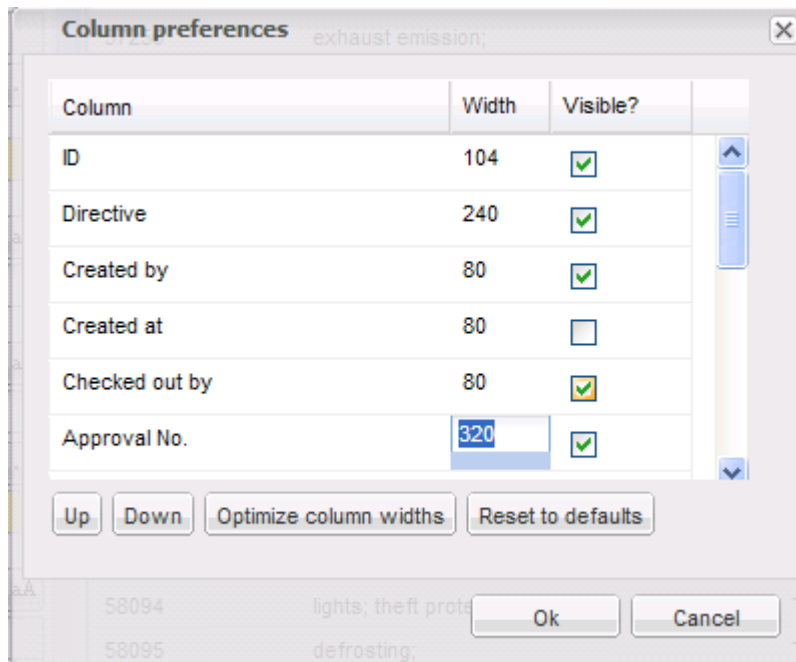 Column preferences
exhaust emission;
Column Width Visible?
ID 104
Directive 240
Created by 80
Created at 80
Checked out by 80
Approval No. 320
Up Down Optimize column widths Reset to defaults
58094 lights; theft prote
Ok Cancel
58095 defrosting;